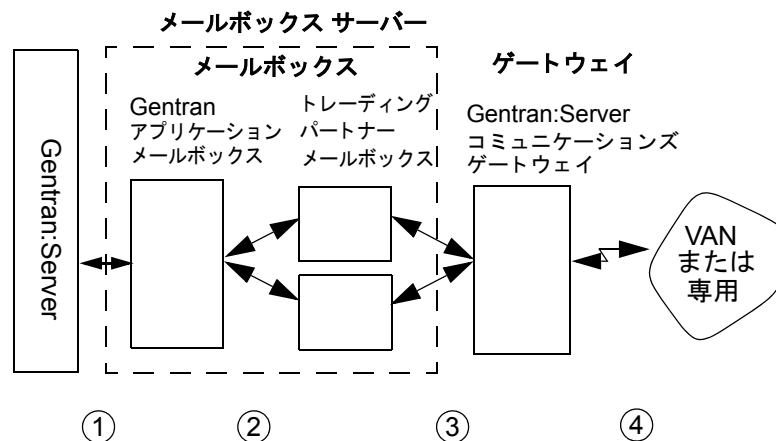 メールボックス サーバー
メールボックス
ゲートウェイ
Gentran
アプリケーション
メールボックス
トレーディング
パートナー
メールボックス
Gentran:Server
コミュニケーションズ
ゲートウェイ
Gentran:Server
VAN
または
専用
①
②
③
④